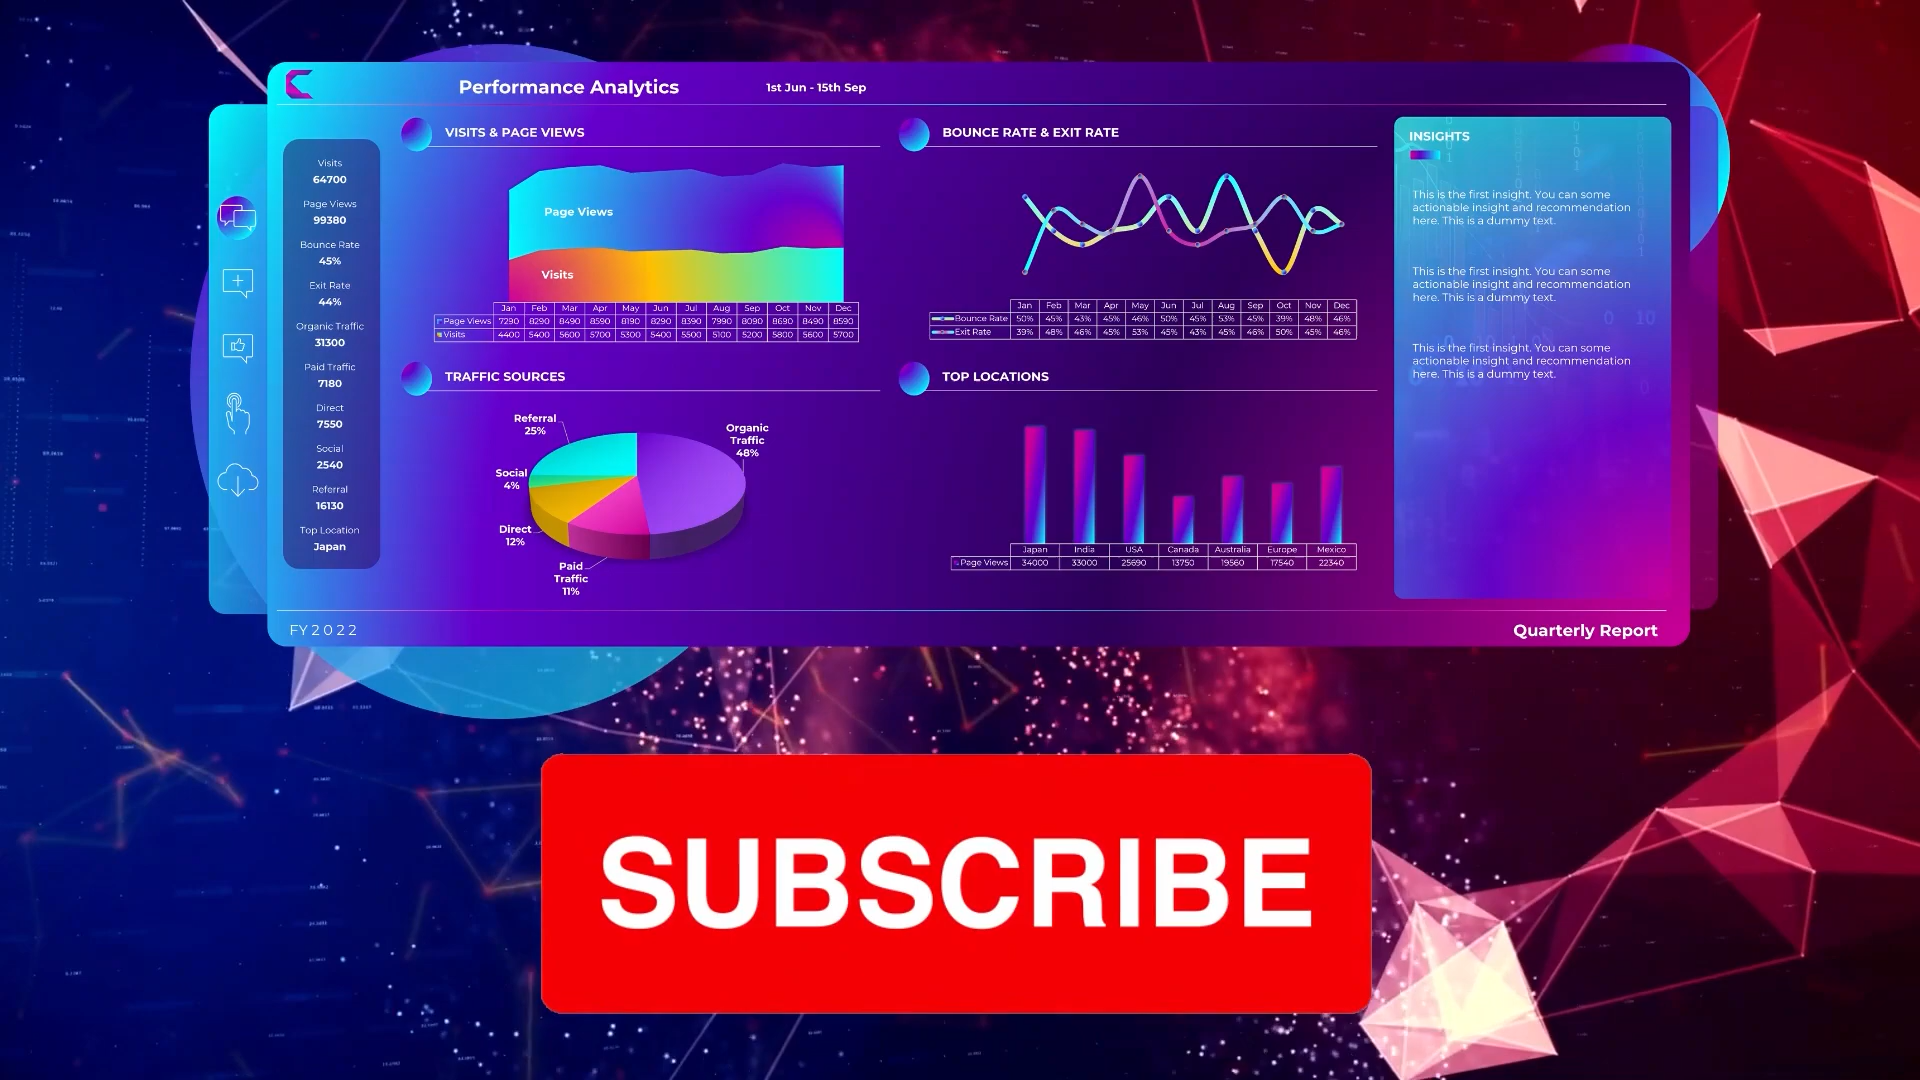 Performance Analytics
1st Jun - 15th Sep
Visits
64700
Page Views
99380
Bounce Rate
45%
Exit Rate
44%
Organic Traffic
31300
Paid Traffic
7180
Direct
7550
Social
2540
Referral
16130
Top Location
Japan
VISITS & PAGE VIEWS
Page Views
Visits
Jan Feb Mar Apr May Jun Jul Aug Sep Oct Nov Dec
Page Views 7290 8290 8490 8590 8190 8290 8390 7990 8090 8690 8490 8590
Visits 4400 5400 5600 5700 5300 5400 5500 5100 5200 5800 5600 5700
BOUNCE RATE & EXIT RATE
Jan Feb Mar Apr May Jun Jul Aug Sep Oct Nov Dec
Bounce Rate 50% 45% 43% 45% 46% 50% 45% 53% 45% 39% 48% 46%
Exit Rate 39% 48% 46% 45% 53% 45% 43% 45% 46% 50% 45% 46%
TRAFFIC SOURCES
Referral
25%
Organic
Traffic
48%
Social
4%
Direct
12%
Paid
Traffic
11%
TOP LOCATIONS
Japan India USA Canada Australia Europe Mexico
Page Views 34000 33000 25690 13750 19560 17540 22340
INSIGHTS
This is the first insight. You can some
actionable insight and recommendation
here. This is a dummy text.
This is the first insight. You can some
actionable insight and recommendation
here. This is a dummy text.
This is the first insight. You can some
actionable insight and recommendation
here. This is a dummy text.
FY2022
Quarterly Report
SUBSCRIBE